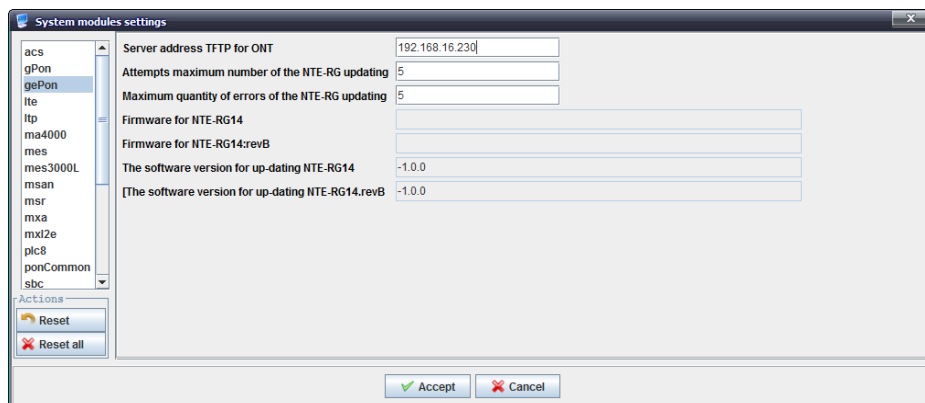 System modules settings
x
acs
gPon
gePon
lte
ltp
ma4000
mes
mes3000L
msan
msr
mxa
mxl2e
plc8
ponCommon
sbc
Actions
Reset
Reset all
Server address TFTP for ONT 192.168.16.230
Attempts maximum number of the NTE-RG updating 5
Maximum quantity of errors of the NTE-RG updating 5
Firmware for NTE-RG14
Firmware for NTE-RG14:revB
The software version for up-dating NTE-RG14 -1.0.0
[The software version for up-dating NTE-RG14.revB -1.0.0
Accept Cancel